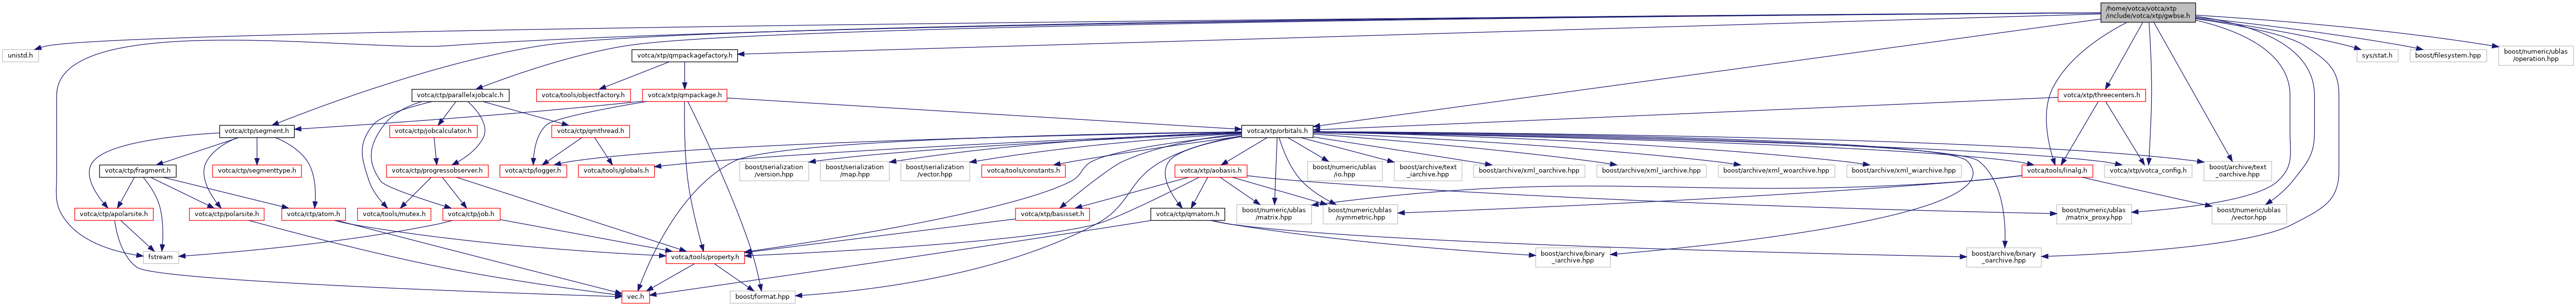 /home/votca/votca/xtp
/include/votca/xtp/gwbse.h
unistd.h
votca/xtp/qmpackagefactory.h
sys/stat.h
boost/filesystem.hpp
boost/numeric/ublas
/operation.hpp
votca/ctp/parallelxjobcalc.h
votca/tools/objectfactory.h
votca/xtp/qmpackage.h
votca/xtp/threecenters.h
votca/ctp/segment.h
votca/ctp/jobcalculator.h
votca/ctp/qmthread.h
votca/xtp/orbitals.h
votca/ctp/fragment.h
votca/ctp/segmenttype.h
votca/ctp/progressobserver.h
votca/ctp/logger.h
votca/tools/globals.h
boost/serialization
/version.hpp
boost/serialization
/map.hpp
boost/serialization
/vector.hpp
votca/tools/constants.h
votca/xtp/aobasis.h
boost/numeric/ublas
/io.hpp
boost/archive/text
_iarchive.hpp
boost/archive/xml_oarchive.hpp
boost/archive/xml_iarchive.hpp
boost/archive/xml_woarchive.hpp
boost/archive/xml_wiarchive.hpp
votca/tools/linalg.h
votca/xtp/votca_config.h
boost/archive/text
_oarchive.hpp
votca/ctp/apolarsite.h
votca/ctp/polarsite.h
votca/ctp/atom.h
votca/tools/mutex.h
votca/ctp/job.h
votca/xtp/basisset.h
votca/ctp/qmatom.h
boost/numeric/ublas
/matrix.hpp
boost/numeric/ublas
/symmetric.hpp
boost/numeric/ublas
/matrix_proxy.hpp
boost/numeric/ublas
/vector.hpp
fstream
votca/tools/property.h
boost/archive/binary
_iarchive.hpp
boost/archive/binary
_oarchive.hpp
vec.h
boost/format.hpp